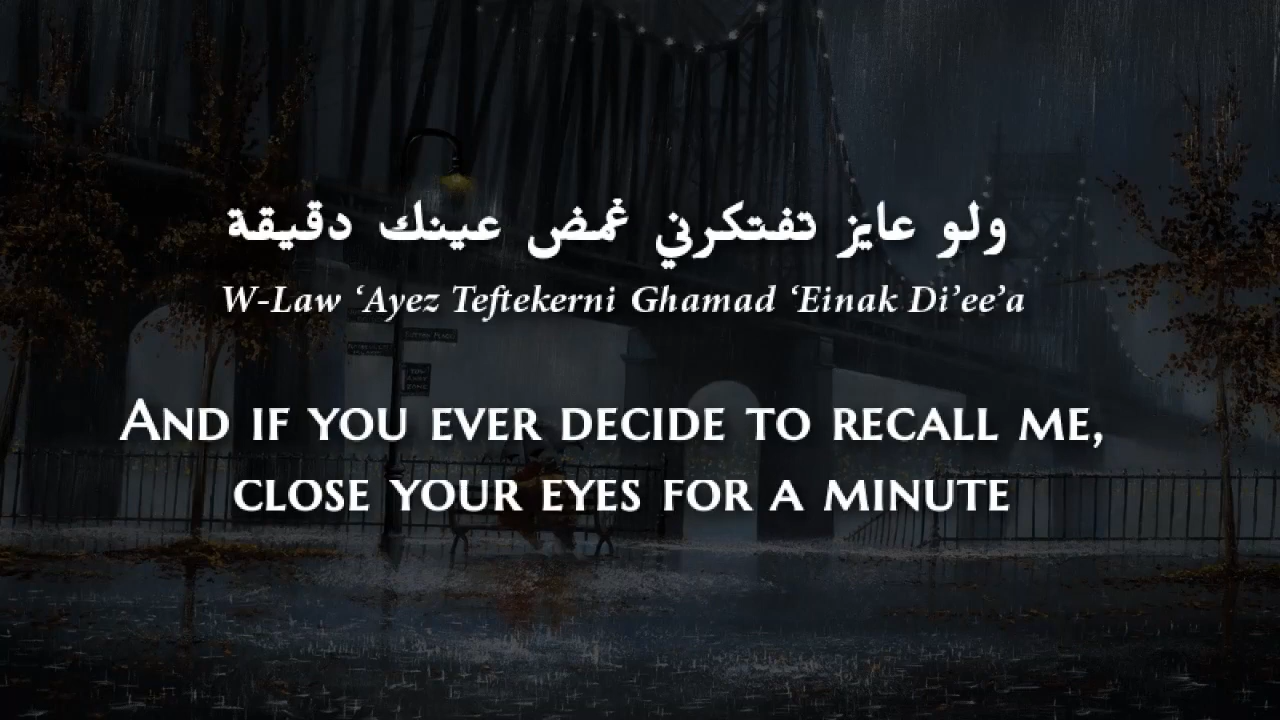 ولو عايز تفتكرني غمض عينك دقيقة
W-Law ‘Ayez Teftekerni Ghamad ‘Einak Di’ee’a
And if you ever decide to recall me,
close your eyes for a minute